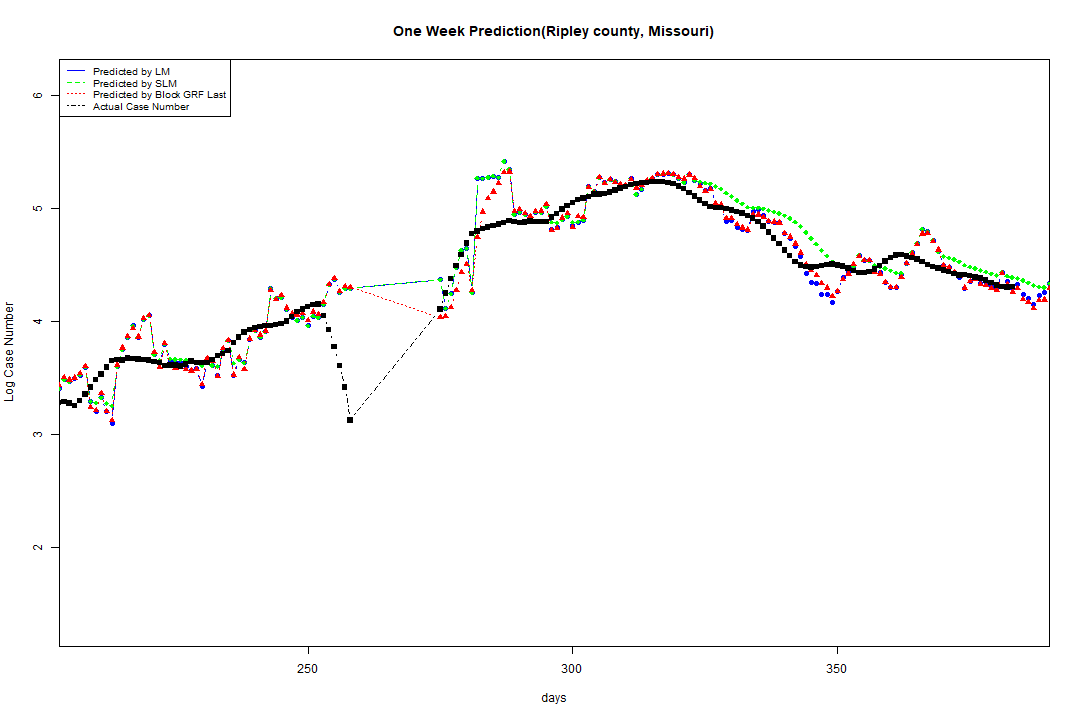 One Week Prediction(Ripley county, Missouri)
Predicted by LM
Predicted by SLM
Predicted by Block GRF Last
Actual Case Number
6
5
4
3
2
Log Case Number
250
300
350
days